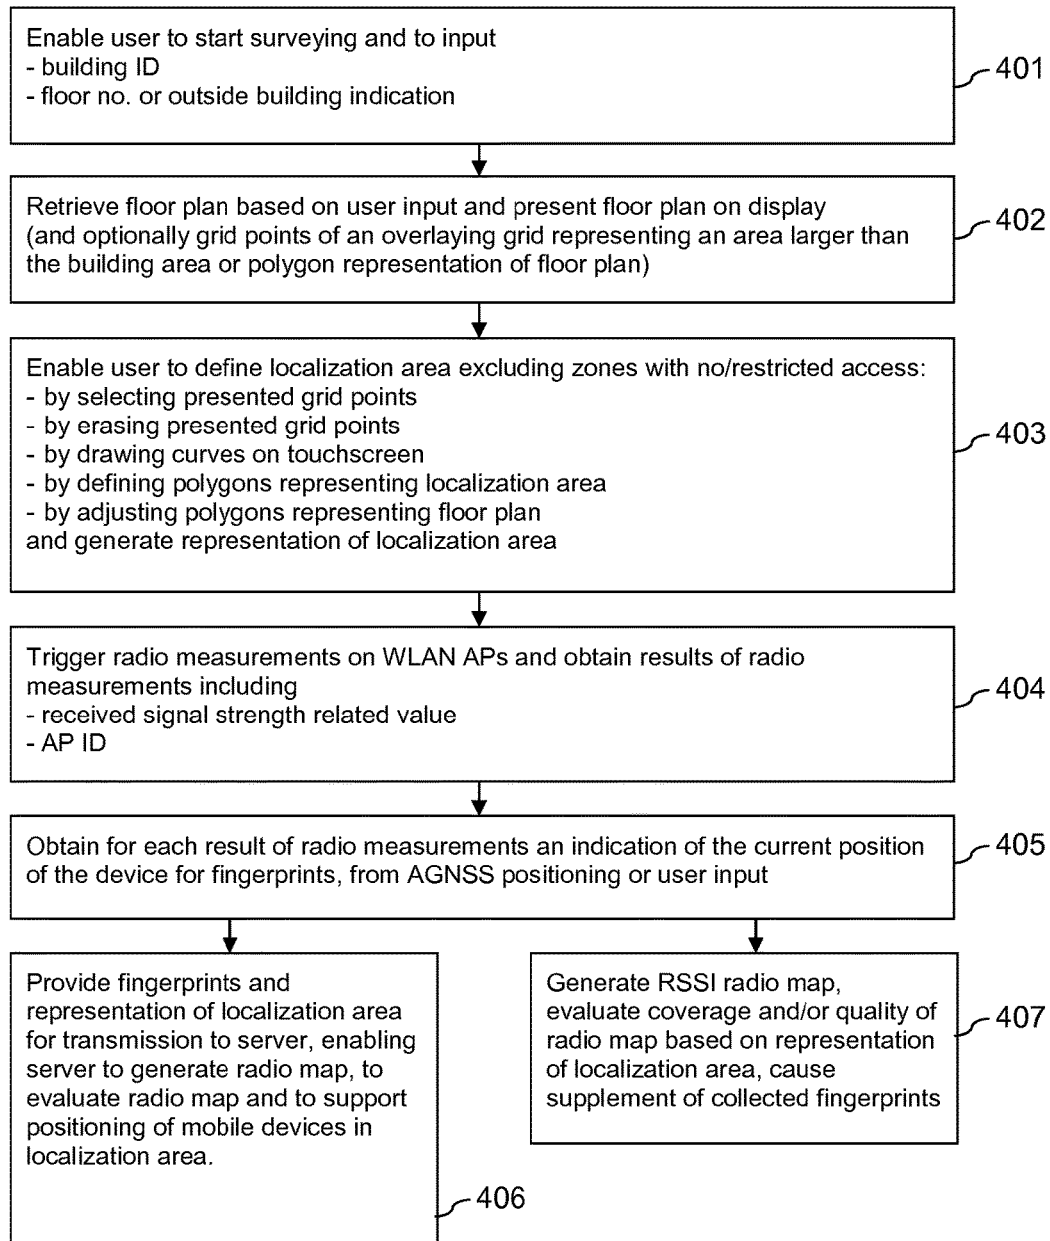 Enable user to start surveying and to input
- building ID
- floor no. or outside building indication
401
Retrieve floor plan based on user input and present floor plan on display
(and optionally grid points of an overlaying grid representing an area larger than
the building area or polygon representation of floor plan)
402
Enable user to define localization area excluding zones with no/restricted access:
- by selecting presented grid points
- by erasing presented grid points
- by drawing curves on touchscreen
- by defining polygons representing localization area
- by adjusting polygons representing floor plan
and generate representation of localization area
403
Trigger radio measurements on WLAN APs and obtain results of radio
measurements including
- received signal strength related value
- AP ID
404
Obtain for each result of radio measurements an indication of the current position
of the device for fingerprints, from AGNSS positioning or user input
405
Provide fingerprints and
representation of localization area
for transmission to server, enabling
server to generate radio map, to
evaluate radio map and to support
positioning of mobile devices in
localization area.
406
Generate RSSI radio map,
evaluate coverage and/or quality of
radio map based on representation
of localization area, cause
supplement of collected fingerprints
407